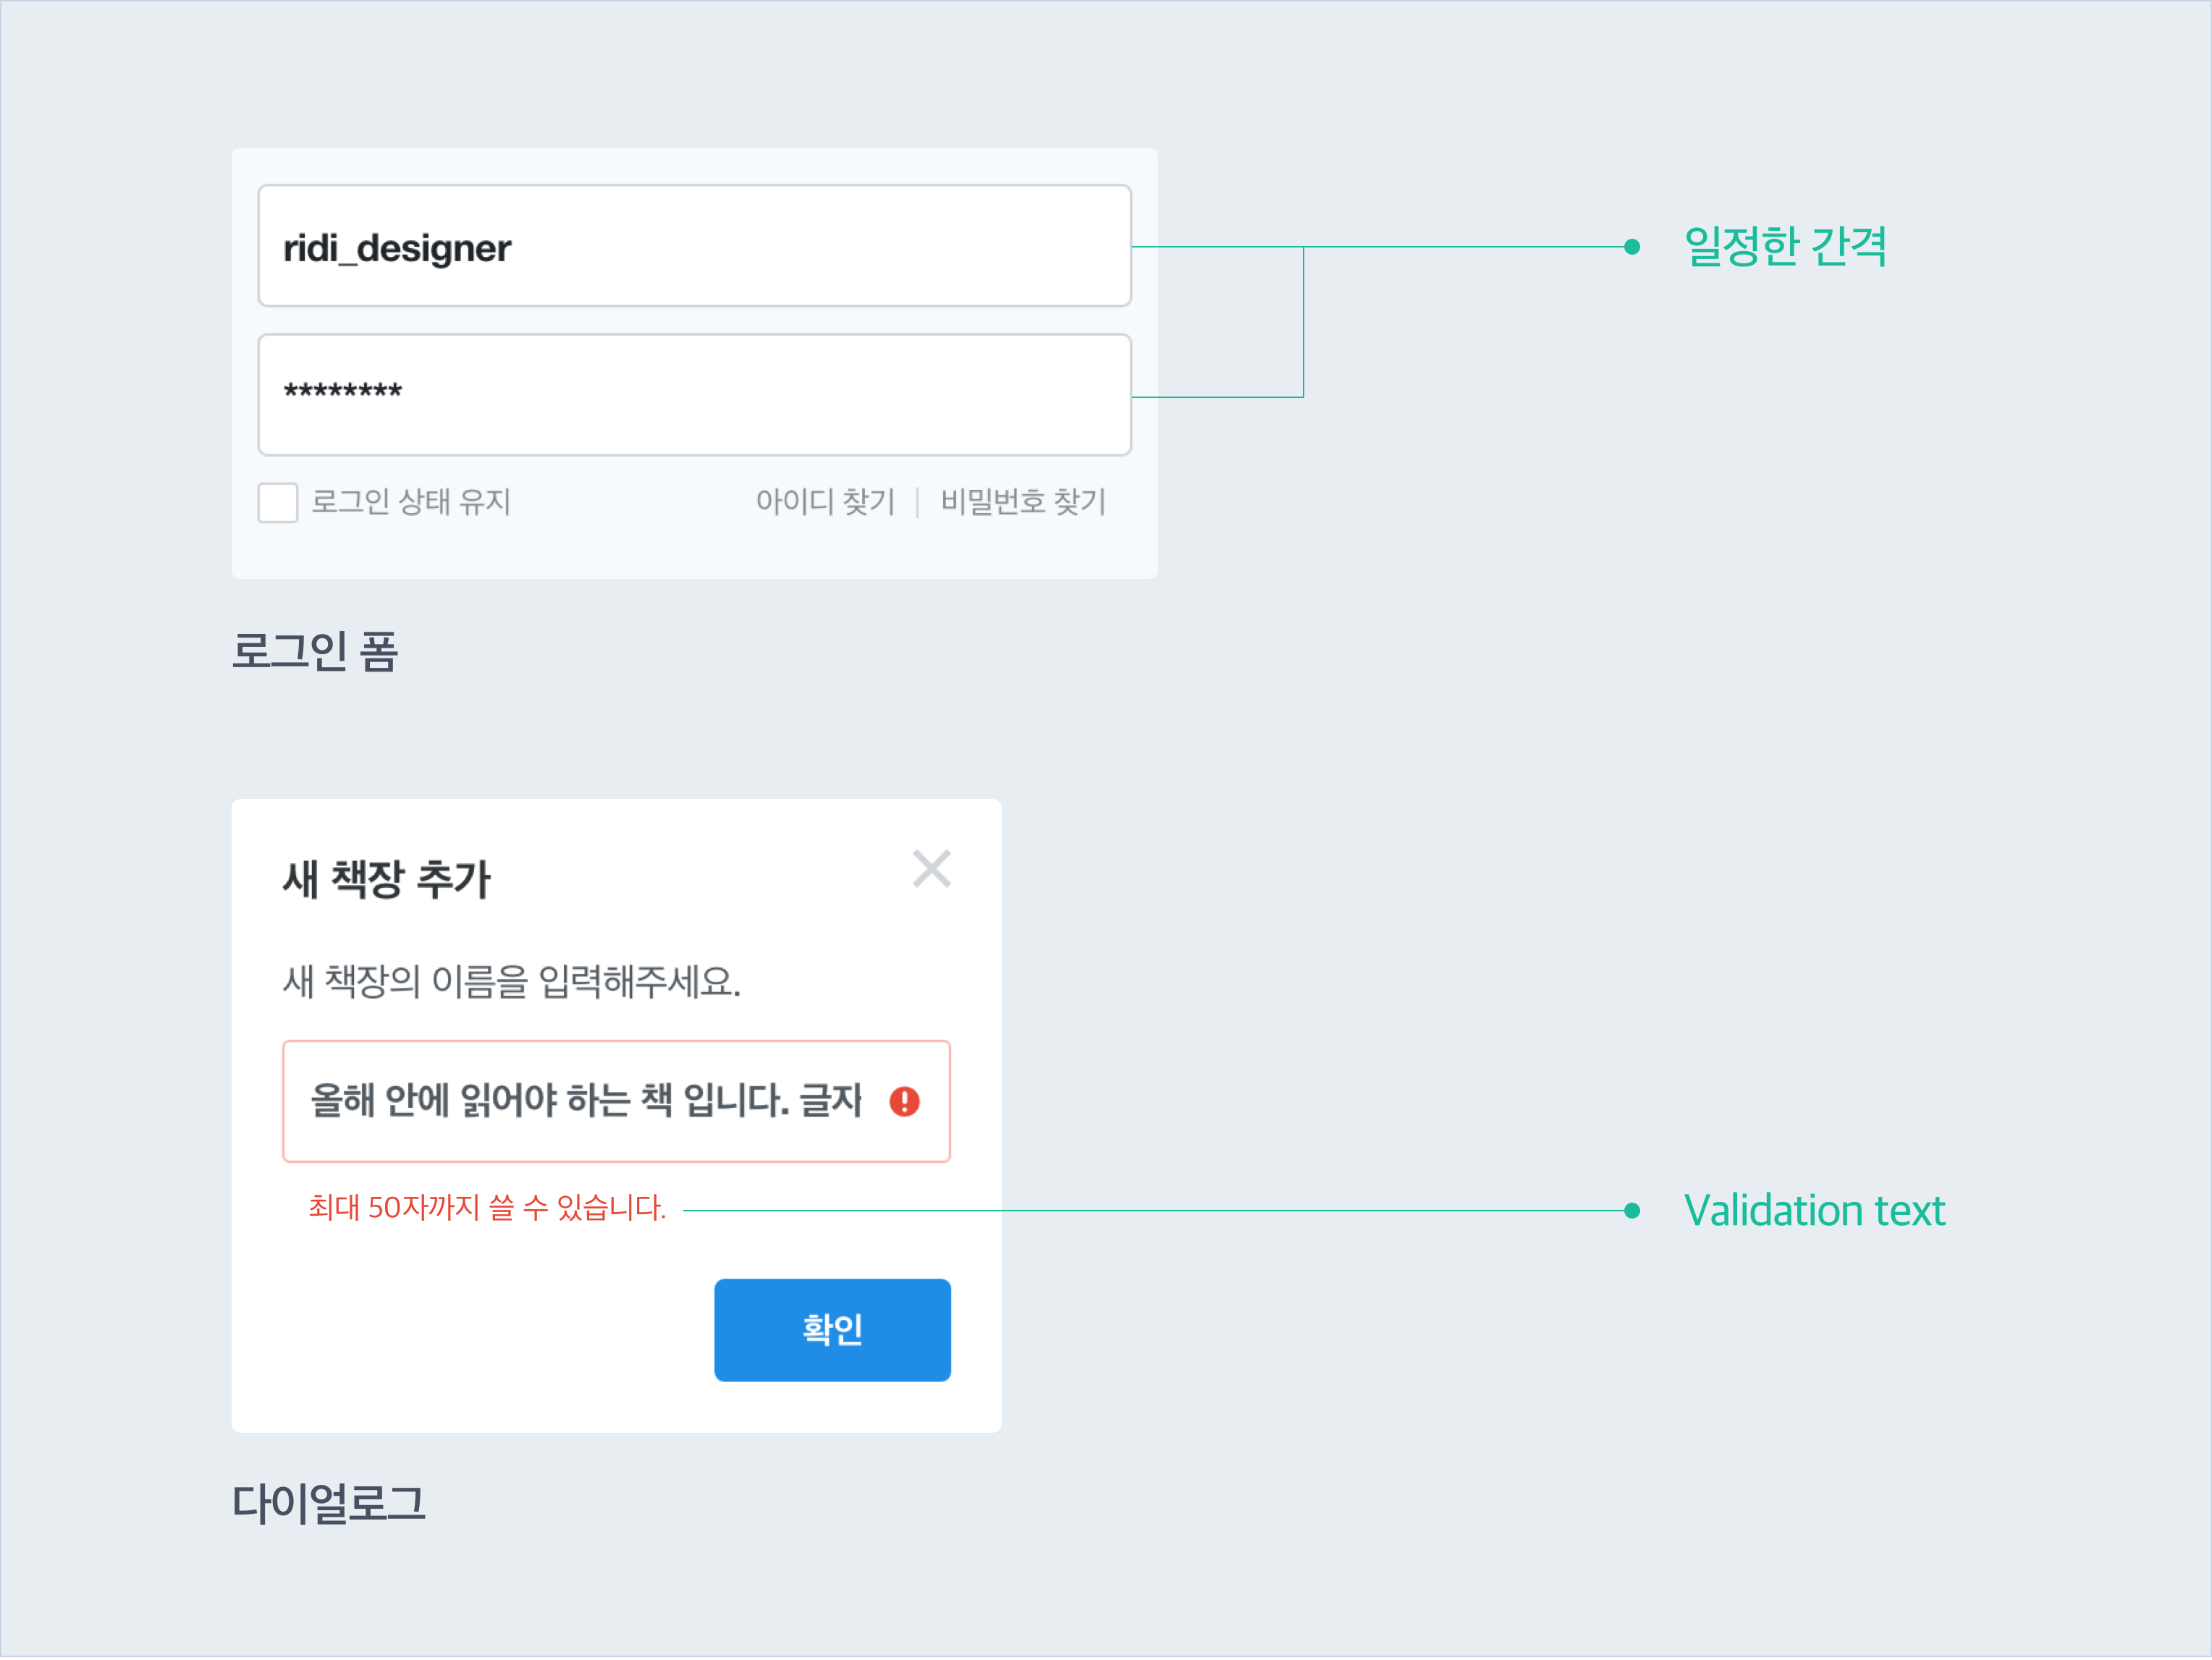 ridi_designer
일정한 간격
********
로그인 상태 유지
아이디 찾기 | 비밀번호 찾기
로그인 폼
새 책장 추가
새 책장의 이름을 입력해주세요.
올해 안에 읽어야 하는 책 입니다. 글자
최대 50자까지 쓸 수 있습니다.
Validation text
확인
다이얼로그